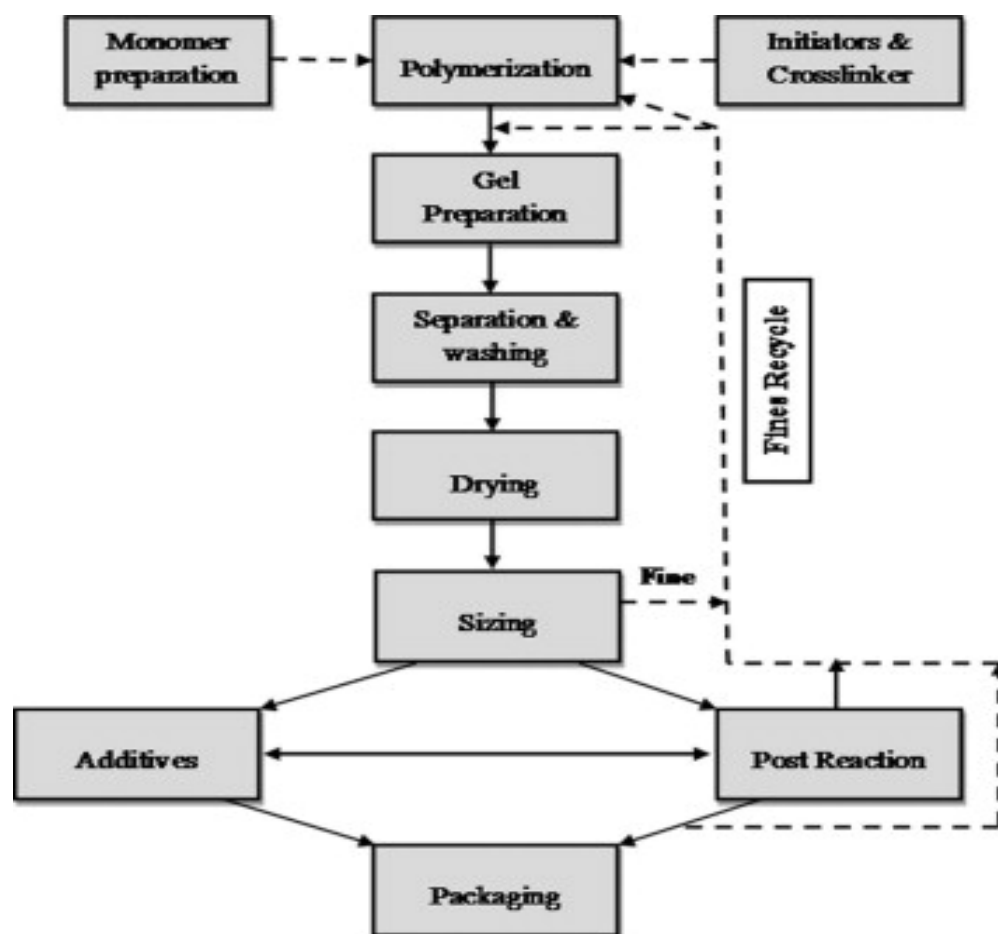 Monomer
preparation
Polymerization
Initiators &
Crosslinker
Gel
Preparation
Separation &
washing
Fines Recycle
Drying
Fine
Sizing
Additives
Post Reaction
Packaging